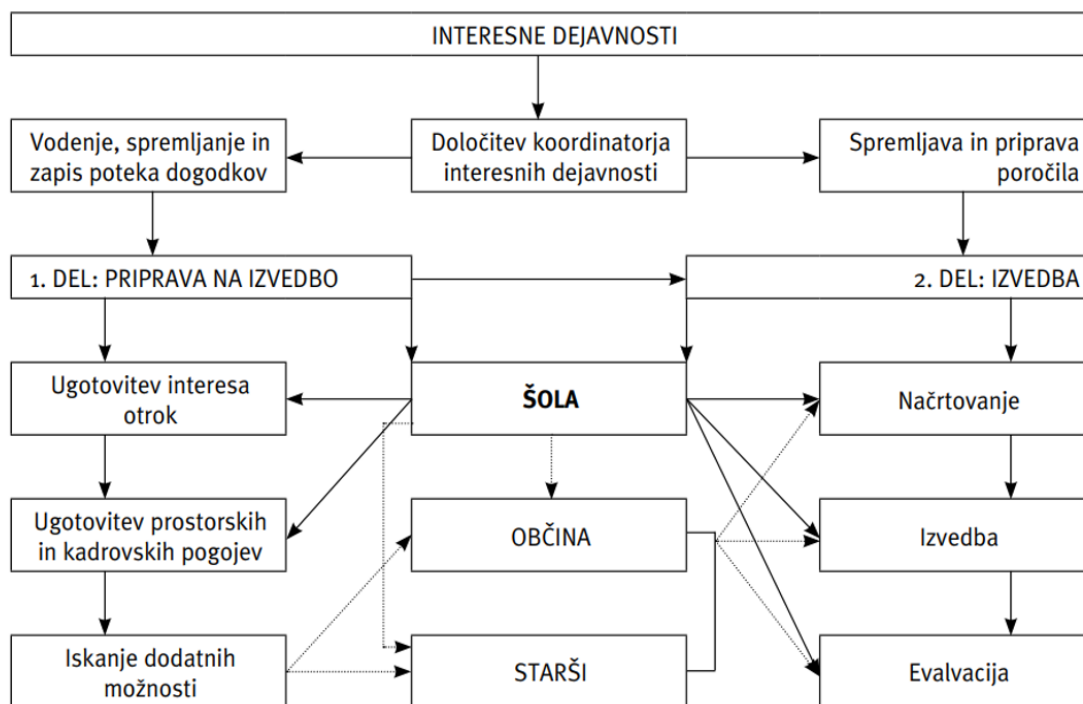 INTERESNE DEJAVNOSTI
Vodenje, spremljanje in
zapis poteka dogodkov
Določitev koordinatorja
interesnih dejavnosti
Spremljava in priprava
poročila
1. DEL: PRIPRAVA NA IZVEDBO
2. DEL: IZVEDBA
Ugotovitev interesa
otrok
ŠOLA
Načrtovanje
Ugotovitev prostorskih
in kadrovskih pogojev
OBČINA
Izvedba
Iskanje dodatnih
možnosti
STARŠI
Evalvacija